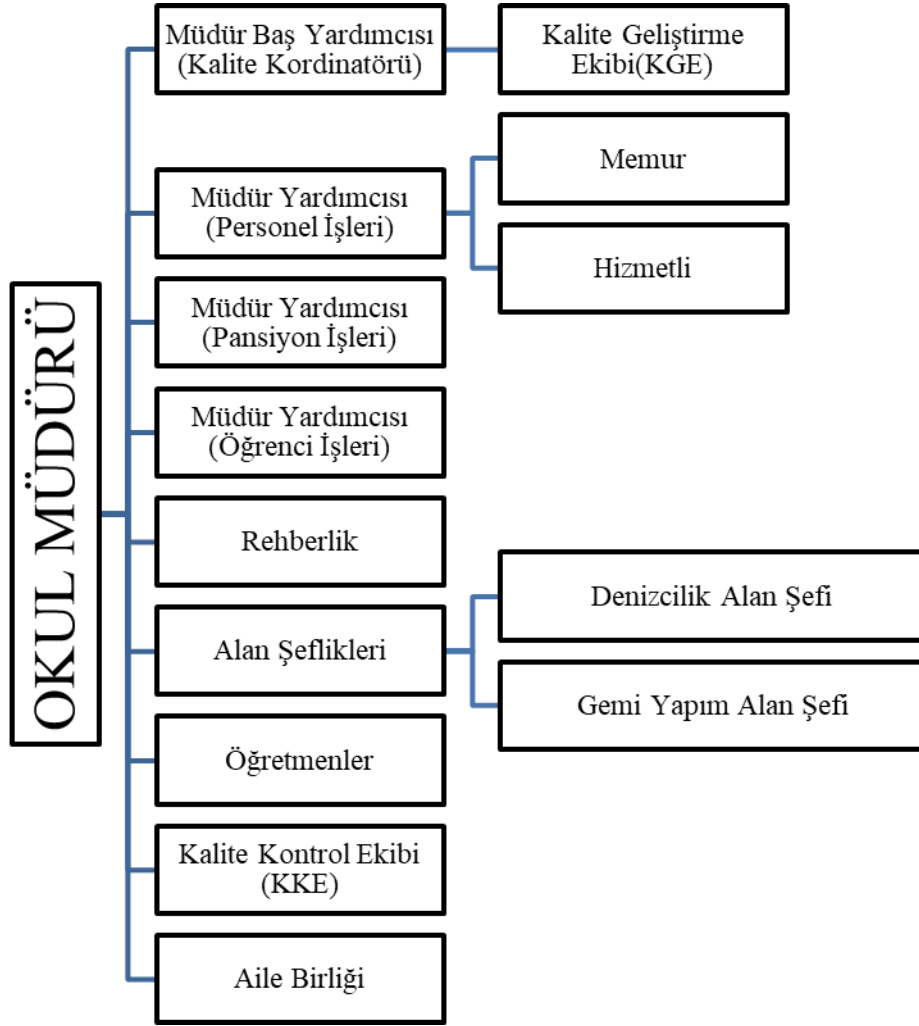 OKUL MÜDÜRÜ
Müdür Baş Yardımcısı
(Kalite Kordinatörü)
Kalite Geliştirme
Ekibi(KGE)
Müdür Yardımcısı
(Personel İşleri)
Memur
Hizmetli
Müdür Yardımcısı
(Pansiyon İşleri)
Müdür Yardımcısı
(Öğrenci İşleri)
Rehberlik
Alan Şeflikleri
Denizcilik Alan Şefi
Gemi Yapım Alan Şefi
Öğretmenler
Kalite Kontrol Ekibi
(KKE)
Aile Birliği